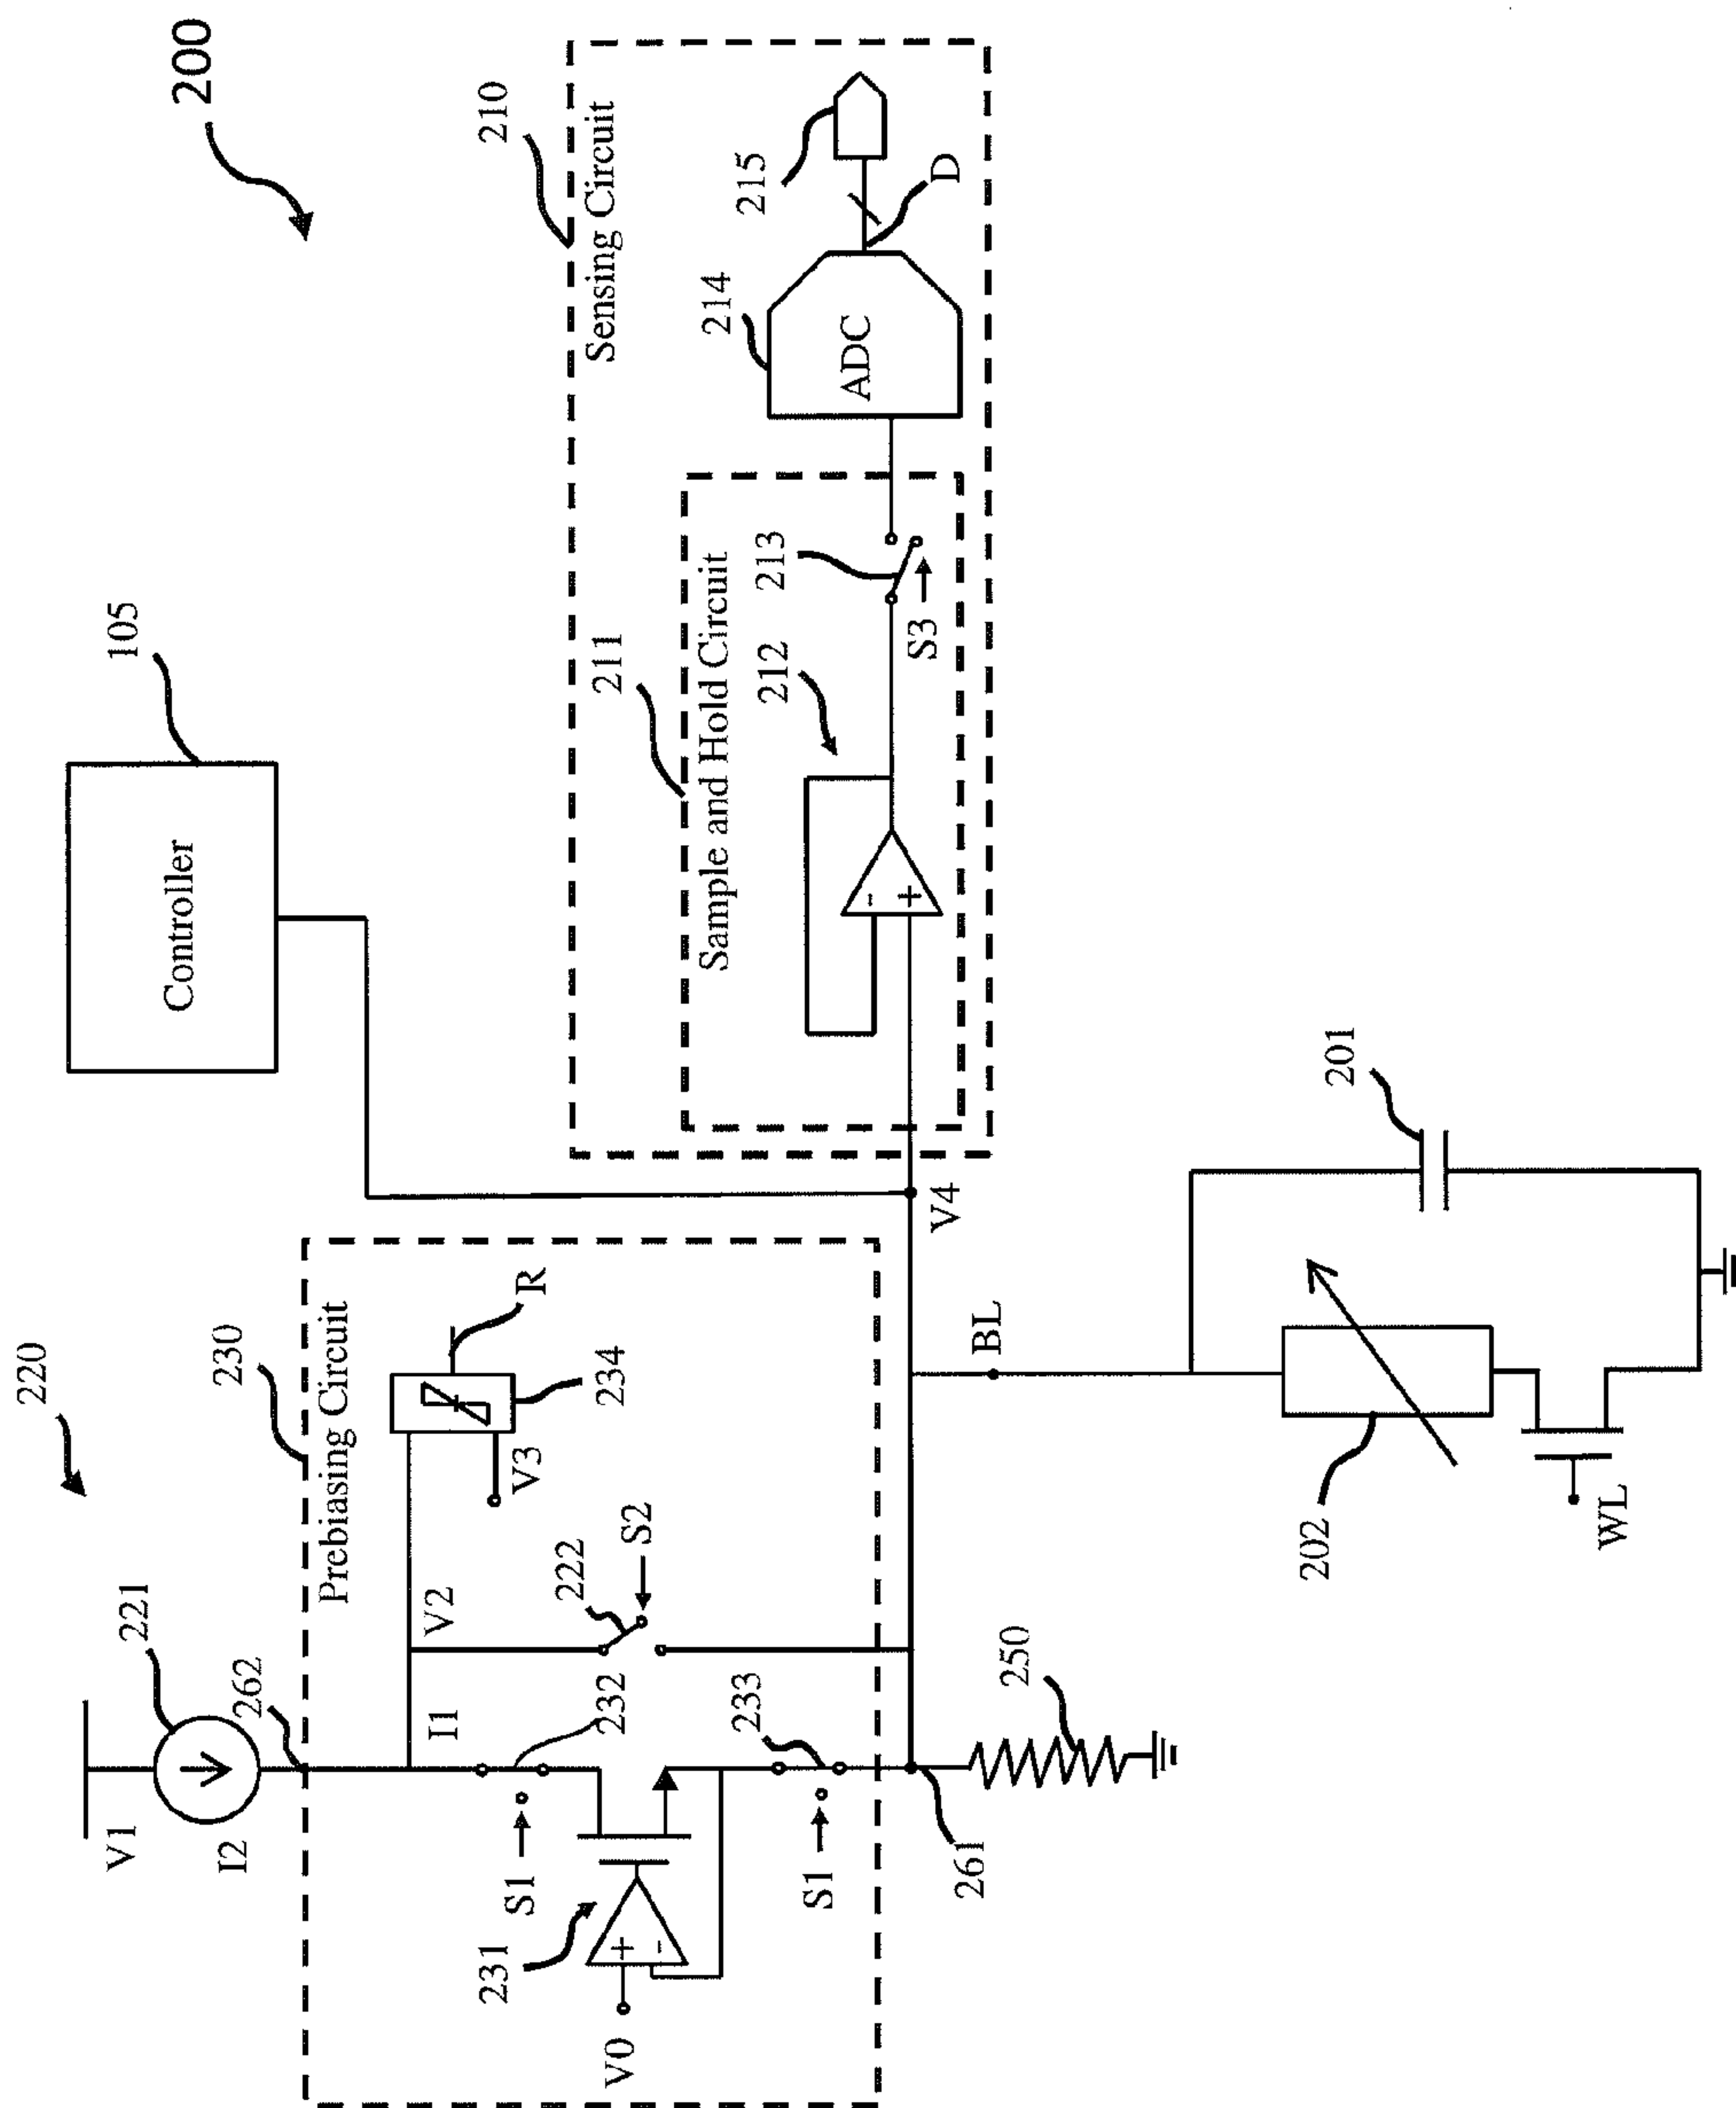 200
220
V1
221
I2
262
230
Prebiasing Circuit
I1
V2
R
234
V3
S1
232
222
S2
231
+
-
V0
S1
233
261
250
Controller
105
V4
BL
202
WL
201
210
Sensing Circuit
211
Sample and Hold Circuit
212
-
+
213
S3
214
ADC
D
215